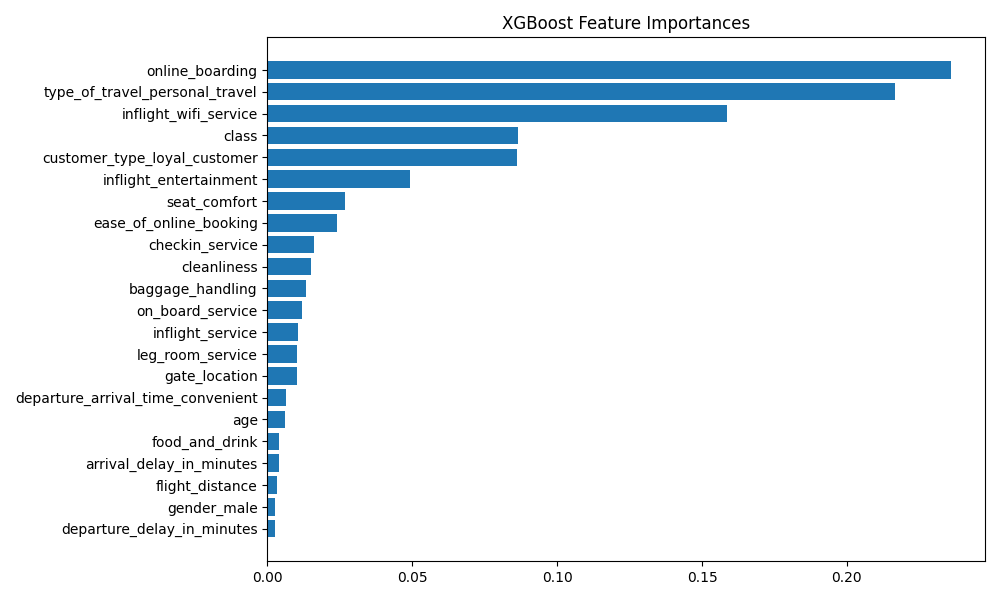 XGBoost Feature Importances
online_boarding
type_of_travel_personal_travel
inflight_wifi_service
class
customer_type_loyal_customer
inflight_entertainment
seat_comfort
ease_of_online_booking
checkin_service
cleanliness
baggage_handling
on_board_service
inflight_service
leg_room_service
gate_location
departure_arrival_time_convenient
age
food_and_drink
arrival_delay_in_minutes
flight_distance
gender_male
departure_delay_in_minutes
0.00 0.05 0.10 0.15 0.20